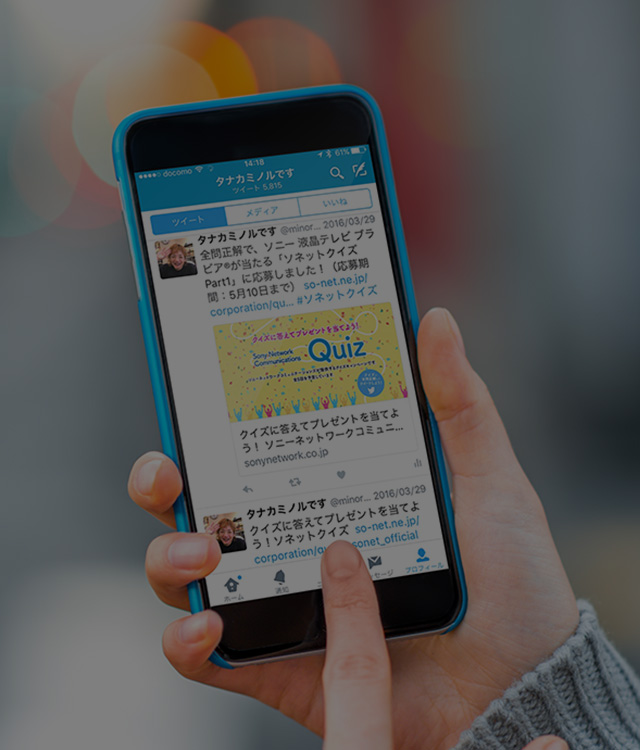 docomo 14:18 61%
タナカミノルです
ツイート 5,815
ツイート メディア いいね
タナカミノルです @minor... 2016/03/29
全問正解で、ソニー 液晶テレビ ブラ
ビア®が当たる「ソネットクイズ
Part1」に応募しました！（応募期
間：5月10日まで） so-net.ne.jp/
corporation/qu... #ソネットクイズ
クイズに答えてプレゼントを当てよう!
Sony Network
Communications
Quiz
クイズに答えてプレゼントを当てよ
う！ ソニーネットワークコミュニ...
sonynetwork.co.jp
タナカミノルです @minor... 2016/03/29
クイズに答えてプレゼントを当てよ
う！ソネットクイズ so-net.ne.jp/
corporation/qu sonet_official
ホーム 通知 セージ プロフィール